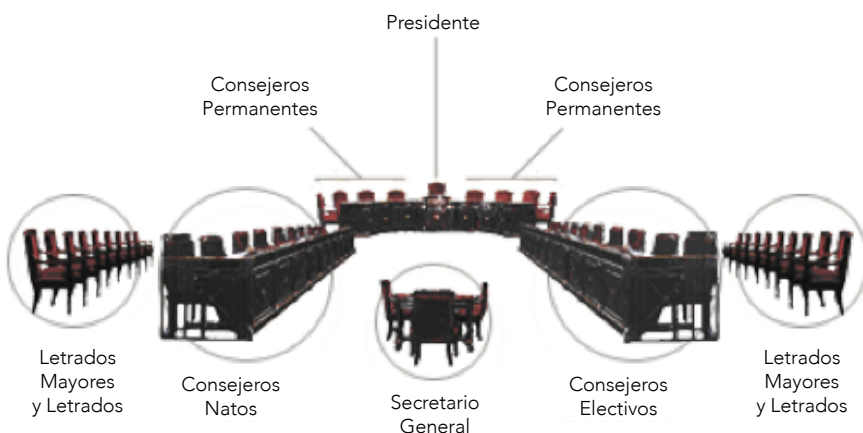 Presidente
Consejeros
Permanentes
Consejeros
Permanentes
Letrados
Mayores
y Letrados
Consejeros
Natos
Secretario
General
Consejeros
Electivos
Letrados
Mayores
y Letrados